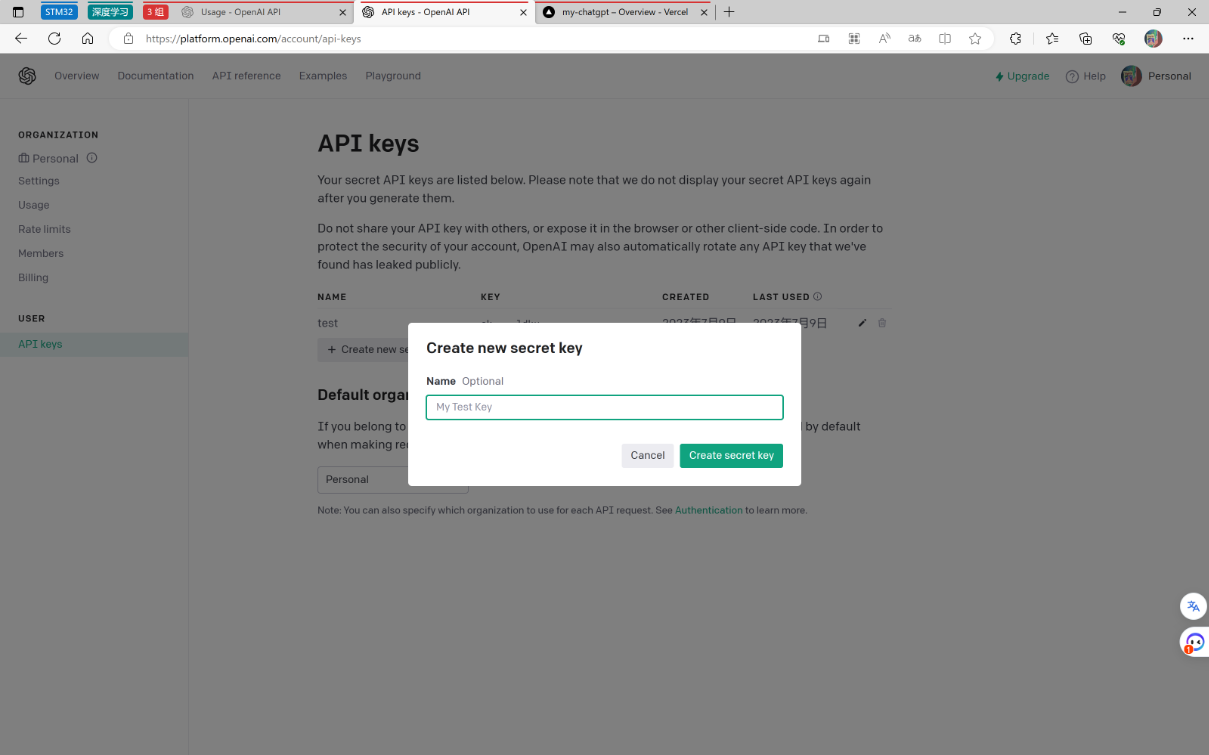 STM32
深度学习
3 组
Usage - OpenAI API
API keys - OpenAI API
my-chatgpt – Overview - Vercel
https://platform.openai.com/account/api-keys
Overview
Documentation
API reference
Examples
Playground
Upgrade
Help
Personal
ORGANIZATION
Personal
Settings
Usage
Rate limits
Members
Billing
USER
API keys
API keys
Your secret API keys are listed below. Please note that we do not display your secret API keys again
after you generate them.
Do not share your API key with others, or expose it in the browser or other client-side code. In order to
protect the security of your account, OpenAI may also automatically rotate any API key that we've
found has leaked publicly.
NAME KEY CREATED LAST USED
test 2023年7月9日 2023年7月9日
+ Create new se
Create new secret key
Name Optional
My Test Key
Cancel
Create secret key
Default orga
If you belong to
d by default
when making re
Personal
Note: You can also specify which organization to use for each API request. See Authentication to learn more.
1